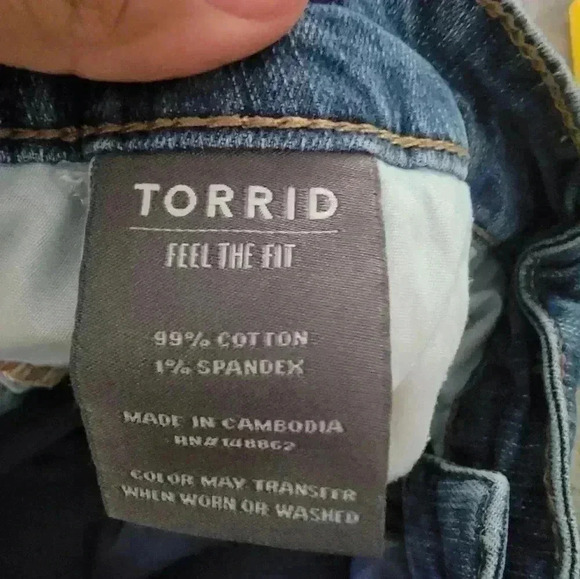 TORRID
FEEL THE FIT
99% COTTON
1% SPANDEX
MADE IN CAMBODIA
RN# 148862
COLOR MAY TRANSFER
WHEN WORN OR WASHED